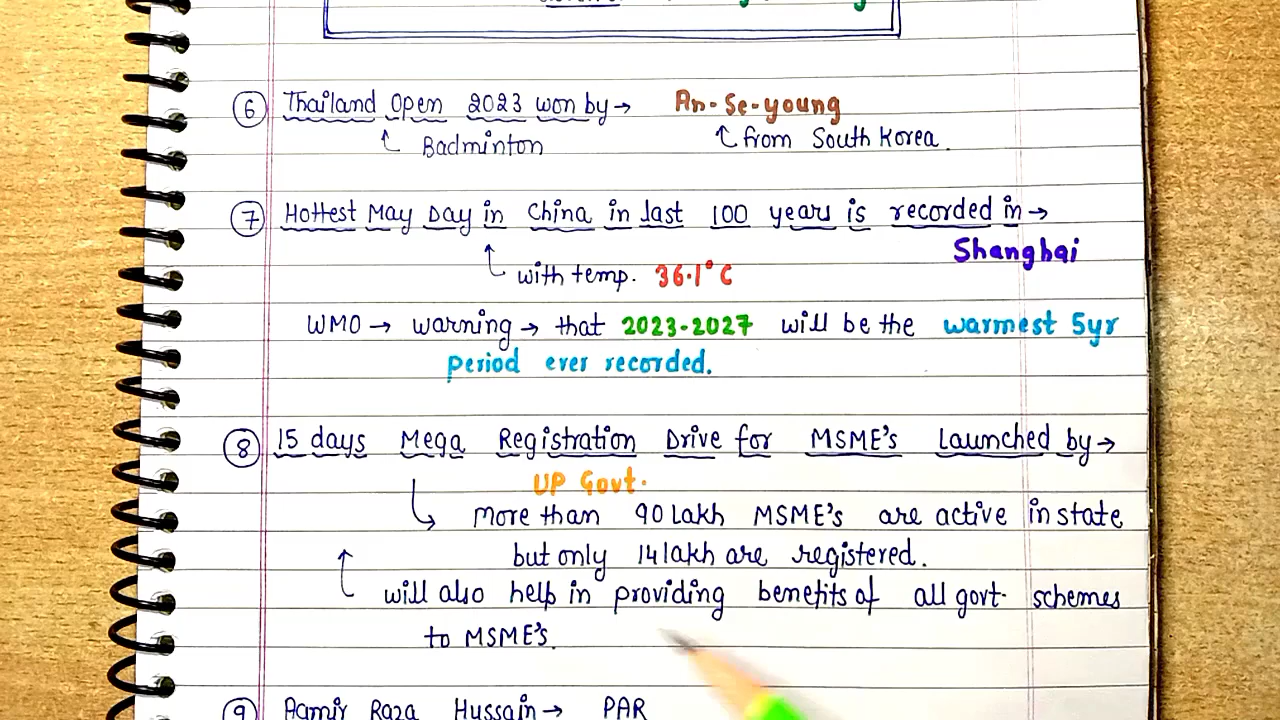 6 Thailand Open 2023 won by → An-Se-young
↑ Badminton ↑ from South Korea.
7 Hottest May Day in China in last 100 years is recorded in →
Shanghai
↑ with temp. 36.1°C
WMO → warning → that 2023-2027 will be the warmest 5yr
period ever recorded.
8 15 days Mega Registration Drive for MSME's Launched by →
UP Govt.
↳ More than 90 Lakh MSME's are active in state
but only 14 lakh are registered.
↑ will also help in providing benefits of all govt. schemes
to MSME's.
9 Aamir Raza Hussain → PAR